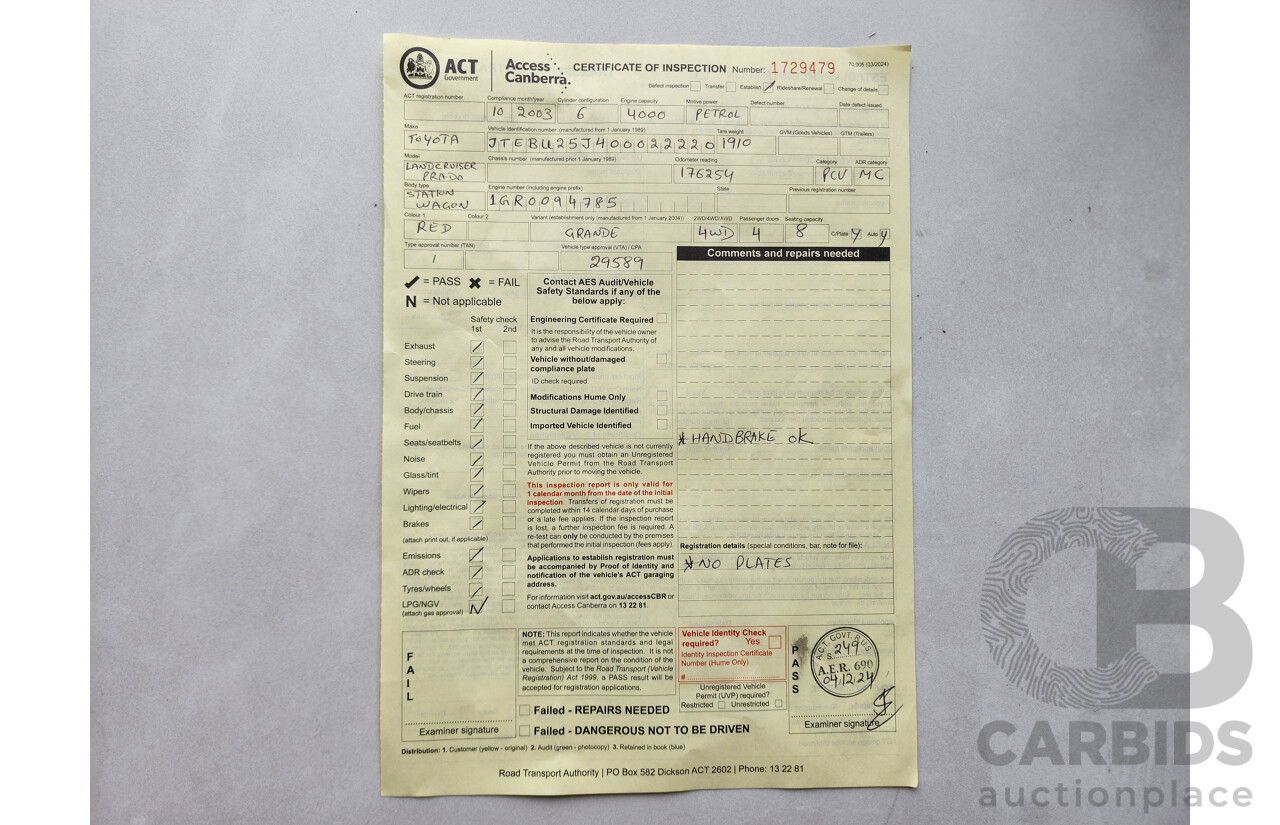 ACT
Government
Access
Canberra
CERTIFICATE OF INSPECTION Number: 1729479
70.006 (03/2024)
Defect inspection Transfer Establish Rideshare/Renewal Change of details
ACT registration number Compliance month/year Cylinder configuration Engine capacity Motive power Defect number Date defect issued
10 2003 6 4000 PETROL
Make Vehicle identification number (manufactured from 1 January 1989) Tare weight GVM (Goods Vehicles) GTM (Trailers)
TOYOTA JTEBU25J400022220 1910
Model Chassis number (manufactured prior 1 January 1989) Odometer reading Category ADR category
LANDCRUISER PRADO 176254 PCV MC
Body type Engine number (including engine prefix) State Previous registration number
STATION WAGON 1GR0094785
Colour 1 Colour 2 Variant (establishment only (manufactured from 1 January 2004)) 2WD/4WD/AWD Passenger doors Seating capacity
RED GRANDE 4WD 4 8 C/Plate Y Auto Y
Type approval number (TAN) Vehicle type approval (VTA) / CPA
29589
Comments and repairs needed
= PASS = FAIL
N = Not applicable
Safety check
1st 2nd
Exhaust
Steering
Suspension
Drive train
Body/chassis
Fuel
Seats/seatbelts
Noise
Glass/tint
Wipers
Lighting/electrical
Brakes
(attach print out, if applicable)
Emissions
ADR check
Tyres/wheels
LPG/NGV N
(attach gas approval)
Contact AES Audit/Vehicle
Safety Standards if any of the
below apply:
Engineering Certificate Required
It is the responsibility of the vehicle owner
to advise the Road Transport Authority of
any and all vehicle modifications.
Vehicle without/damaged
compliance plate
ID check required.
Modifications Hume Only
Structural Damage Identified
Imported Vehicle Identified
If the above described vehicle is not currently
registered you must obtain an Unregistered
Vehicle Permit from the Road Transport
Authority prior to moving the vehicle.
This inspection report is only valid for
1 calendar month from the date of the initial
inspection. Transfers of registration must be
completed within 14 calendar days of purchase
or a late fee applies. If the inspection report
is lost, a further inspection fee is required. A
re-test can only be conducted by the premises
that performed the initial inspection (fees apply)
Applications to establish registration must
be accompanied by Proof of Identity and
notification of the vehicle's ACT garaging
address.
For information visit act.gov.au/accessCBR or
contact Access Canberra on 13 22 81.
* HANDBRAKE OK
Registration details (special conditions, bar, note for file):
* NO PLATES
FAIL
Examiner signature
NOTE: This report indicates whether the vehicle
met ACT registration standards and legal
requirements at the time of inspection. It is not
a comprehensive report on the condition of the
vehicle. Subject to the Road Transport (Vehicle
Registration) Act 1999, a PASS result will be
accepted for registration applications.
Failed - REPAIRS NEEDED
Failed - DANGEROUS NOT TO BE DRIVEN
Vehicle Identity Check
required? Yes
Identity Inspection Certificate
Number (Hume Only)
#
Unregistered Vehicle
Permit (UVP) required?
Restricted Unrestricted
PASS
A.C.T. GOVT. R.U.S.
S. 249
A.E.R. 690
04/12/24
Examiner signature
Distribution: 1. Customer (yellow - original) 2. Audit (green - photocopy) 3. Retained in book (blue)
Road Transport Authority | PO Box 582 Dickson ACT 2602 | Phone: 13 22 81
CB
CARBIDS
auctionplace